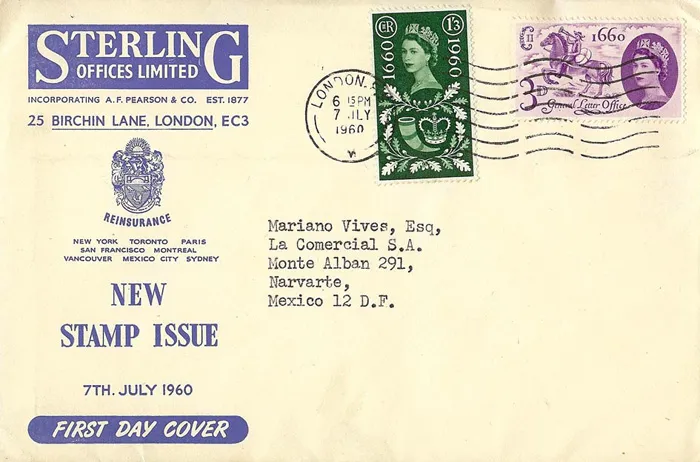 STERLING
OFFICES LIMITED
INCORPORATING A. F. PEARSON & CO. EST. 1877
25 BIRCHIN LANE, LONDON, EC3
REINSURANCE
NEW YORK TORONTO PARIS
SAN FRANCISCO MONTREAL
VANCOUVER MEXICO CITY SYDNEY
NEW
STAMP ISSUE
7TH. JULY 1960
FIRST DAY COVER
LONDON.
6 15PM
7 JLY
1960
1'3
1660
1960
1660
3D
General Letter Office
Mariano Vives, Esq,
La Comercial S.A.
Monte Alban 291,
Narvarte,
Mexico 12 D.F.